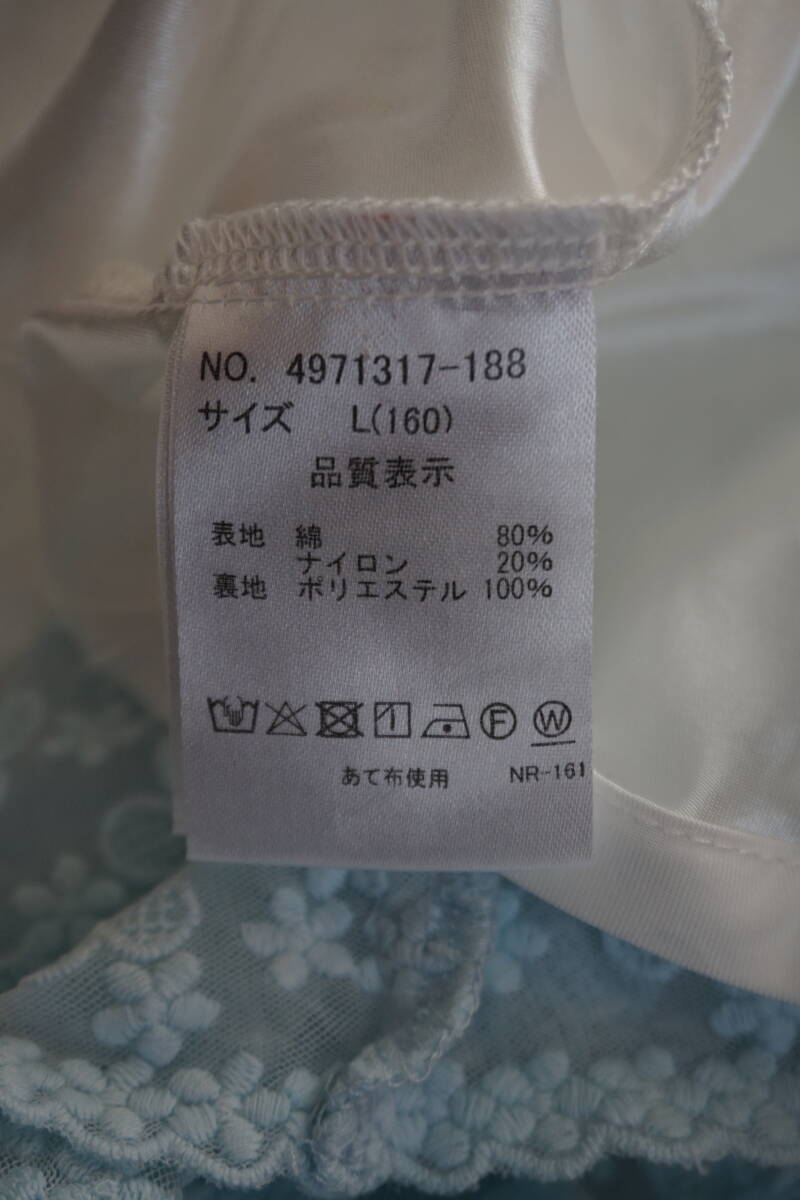 NO. 4971317-188
サイズ L(160)
品質表示
表地 綿 80%
ナイロン 20%
裏地 ポリエステル 100%
F W
あて布使用 NR-161